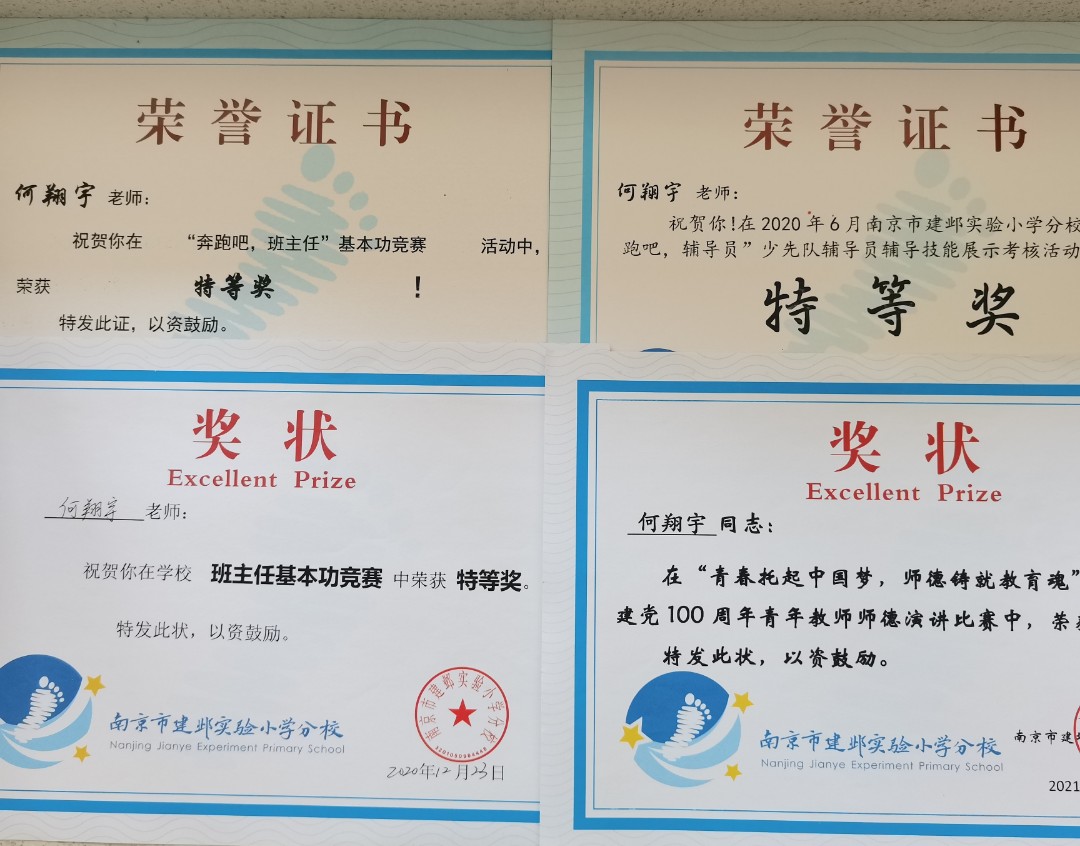 荣誉证书
何翔宇 老师：
祝贺你在 “奔跑吧，班主任”基本功竞赛 活动中，
荣获 特等奖 ！
特发此证，以资鼓励。
荣誉证书
何翔宇 老师：
祝贺你!在2020年6月南京市建邺实验小学分校
跑吧，辅导员”少先队辅导员辅导技能展示考核活动
特等奖
奖状
Excellent Prize
何翔宇 老师：
祝贺你在学校 班主任基本功竞赛 中荣获 特等奖。
特发此状，以资鼓励。
南京市建邺实验小学分校
南京市建邺实验小学分校
Nanjing Jianye Experiment Primary School
2020年12月23日
奖状
Excellent Prize
何翔宇 同志：
在“青春托起中国梦，师德铸就教育魂”
建党100周年青年教师师德演讲比赛中，荣
特发此状，以资鼓励。
南京市建邺实验小学分校
Nanjing Jianye Experiment Primary School
南京市建
2021